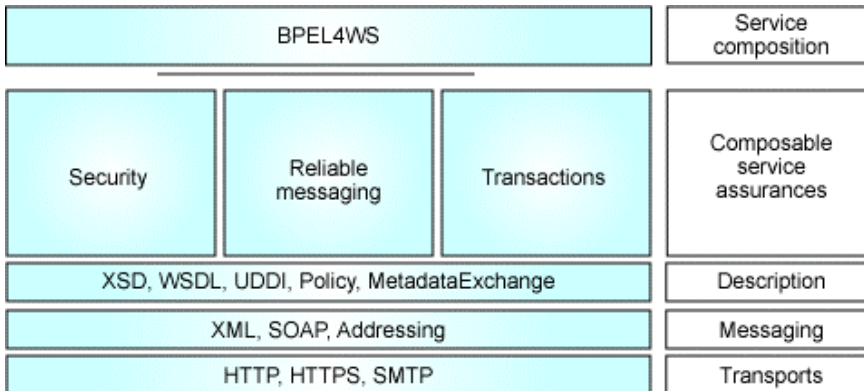 BPEL4WS
Service
composition
Security
Reliable
messaging
Transactions
Composable
service
assurances
XSD, WSDL, UDDI, Policy, MetadataExchange
Description
XML, SOAP, Addressing
Messaging
HTTP, HTTPS, SMTP
Transports